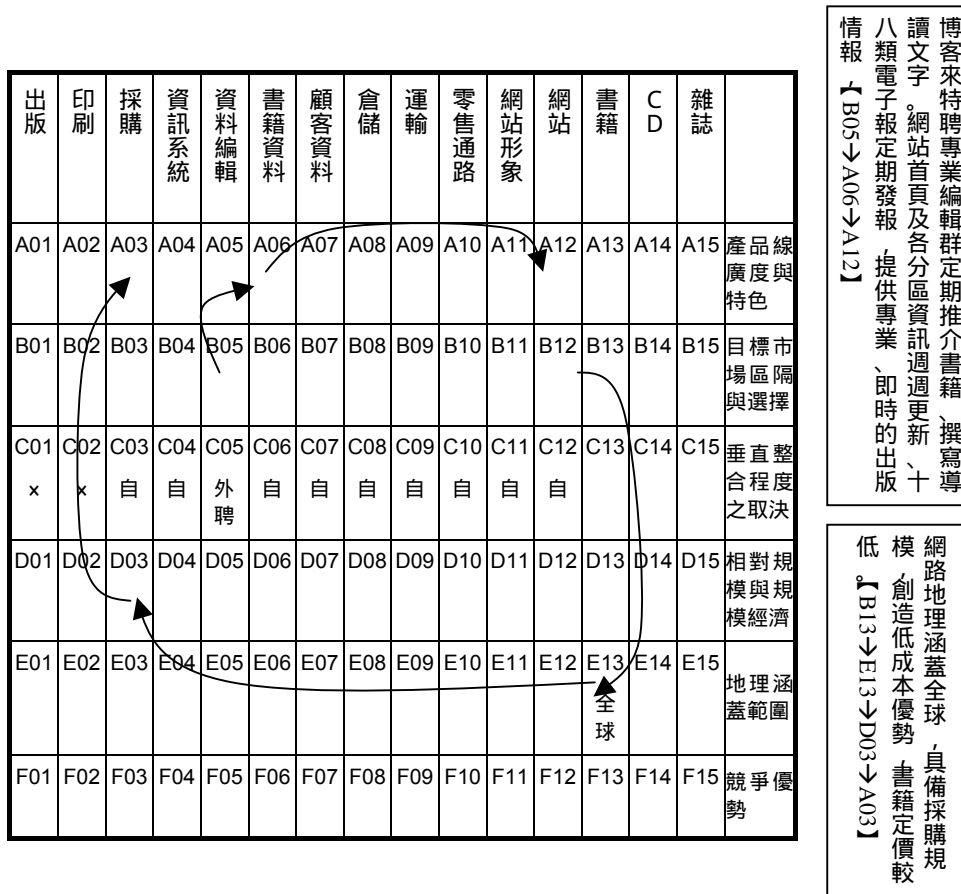 出版 印刷 採購 資訊系統 資料編輯 書籍資料 顧客資料 倉儲 運輸 零售通路 網站形象 網站 書籍 CD 雜誌
A01 A02 A03 A04 A05 A06 A07 A08 A09 A10 A11 A12 A13 A14 A15 產品線廣度與特色
B01 B02 B03 B04 B05 B06 B07 B08 B09 B10 B11 B12 B13 B14 B15 目標市場區隔與選擇
C01 C02 C03 C04 C05 C06 C07 C08 C09 C10 C11 C12 C13 C14 C15 垂直整合程度之取決
× × 自 自 外聘 自 自 自 自 自 自 自
D01 D02 D03 D04 D05 D06 D07 D08 D09 D10 D11 D12 D13 D14 D15 相對規模與規模經濟
E01 E02 E03 E04 E05 E06 E07 E08 E09 E10 E11 E12 E13 E14 E15 地理涵蓋範圍
全球
F01 F02 F03 F04 F05 F06 F07 F08 F09 F10 F11 F12 F13 F14 F15 競爭優勢
博客來特聘專業編輯群定期推介書籍、撰寫導
讀文字。網站首頁及各分區資訊週週更新、十
八類電子報定期發報,提供專業、即時的出版
情報。【B05→A06→A12】
網路地理涵蓋全球,具備採購規
模,創造低成本優勢,書籍定價較
低。【B13→E13→D03→A03】